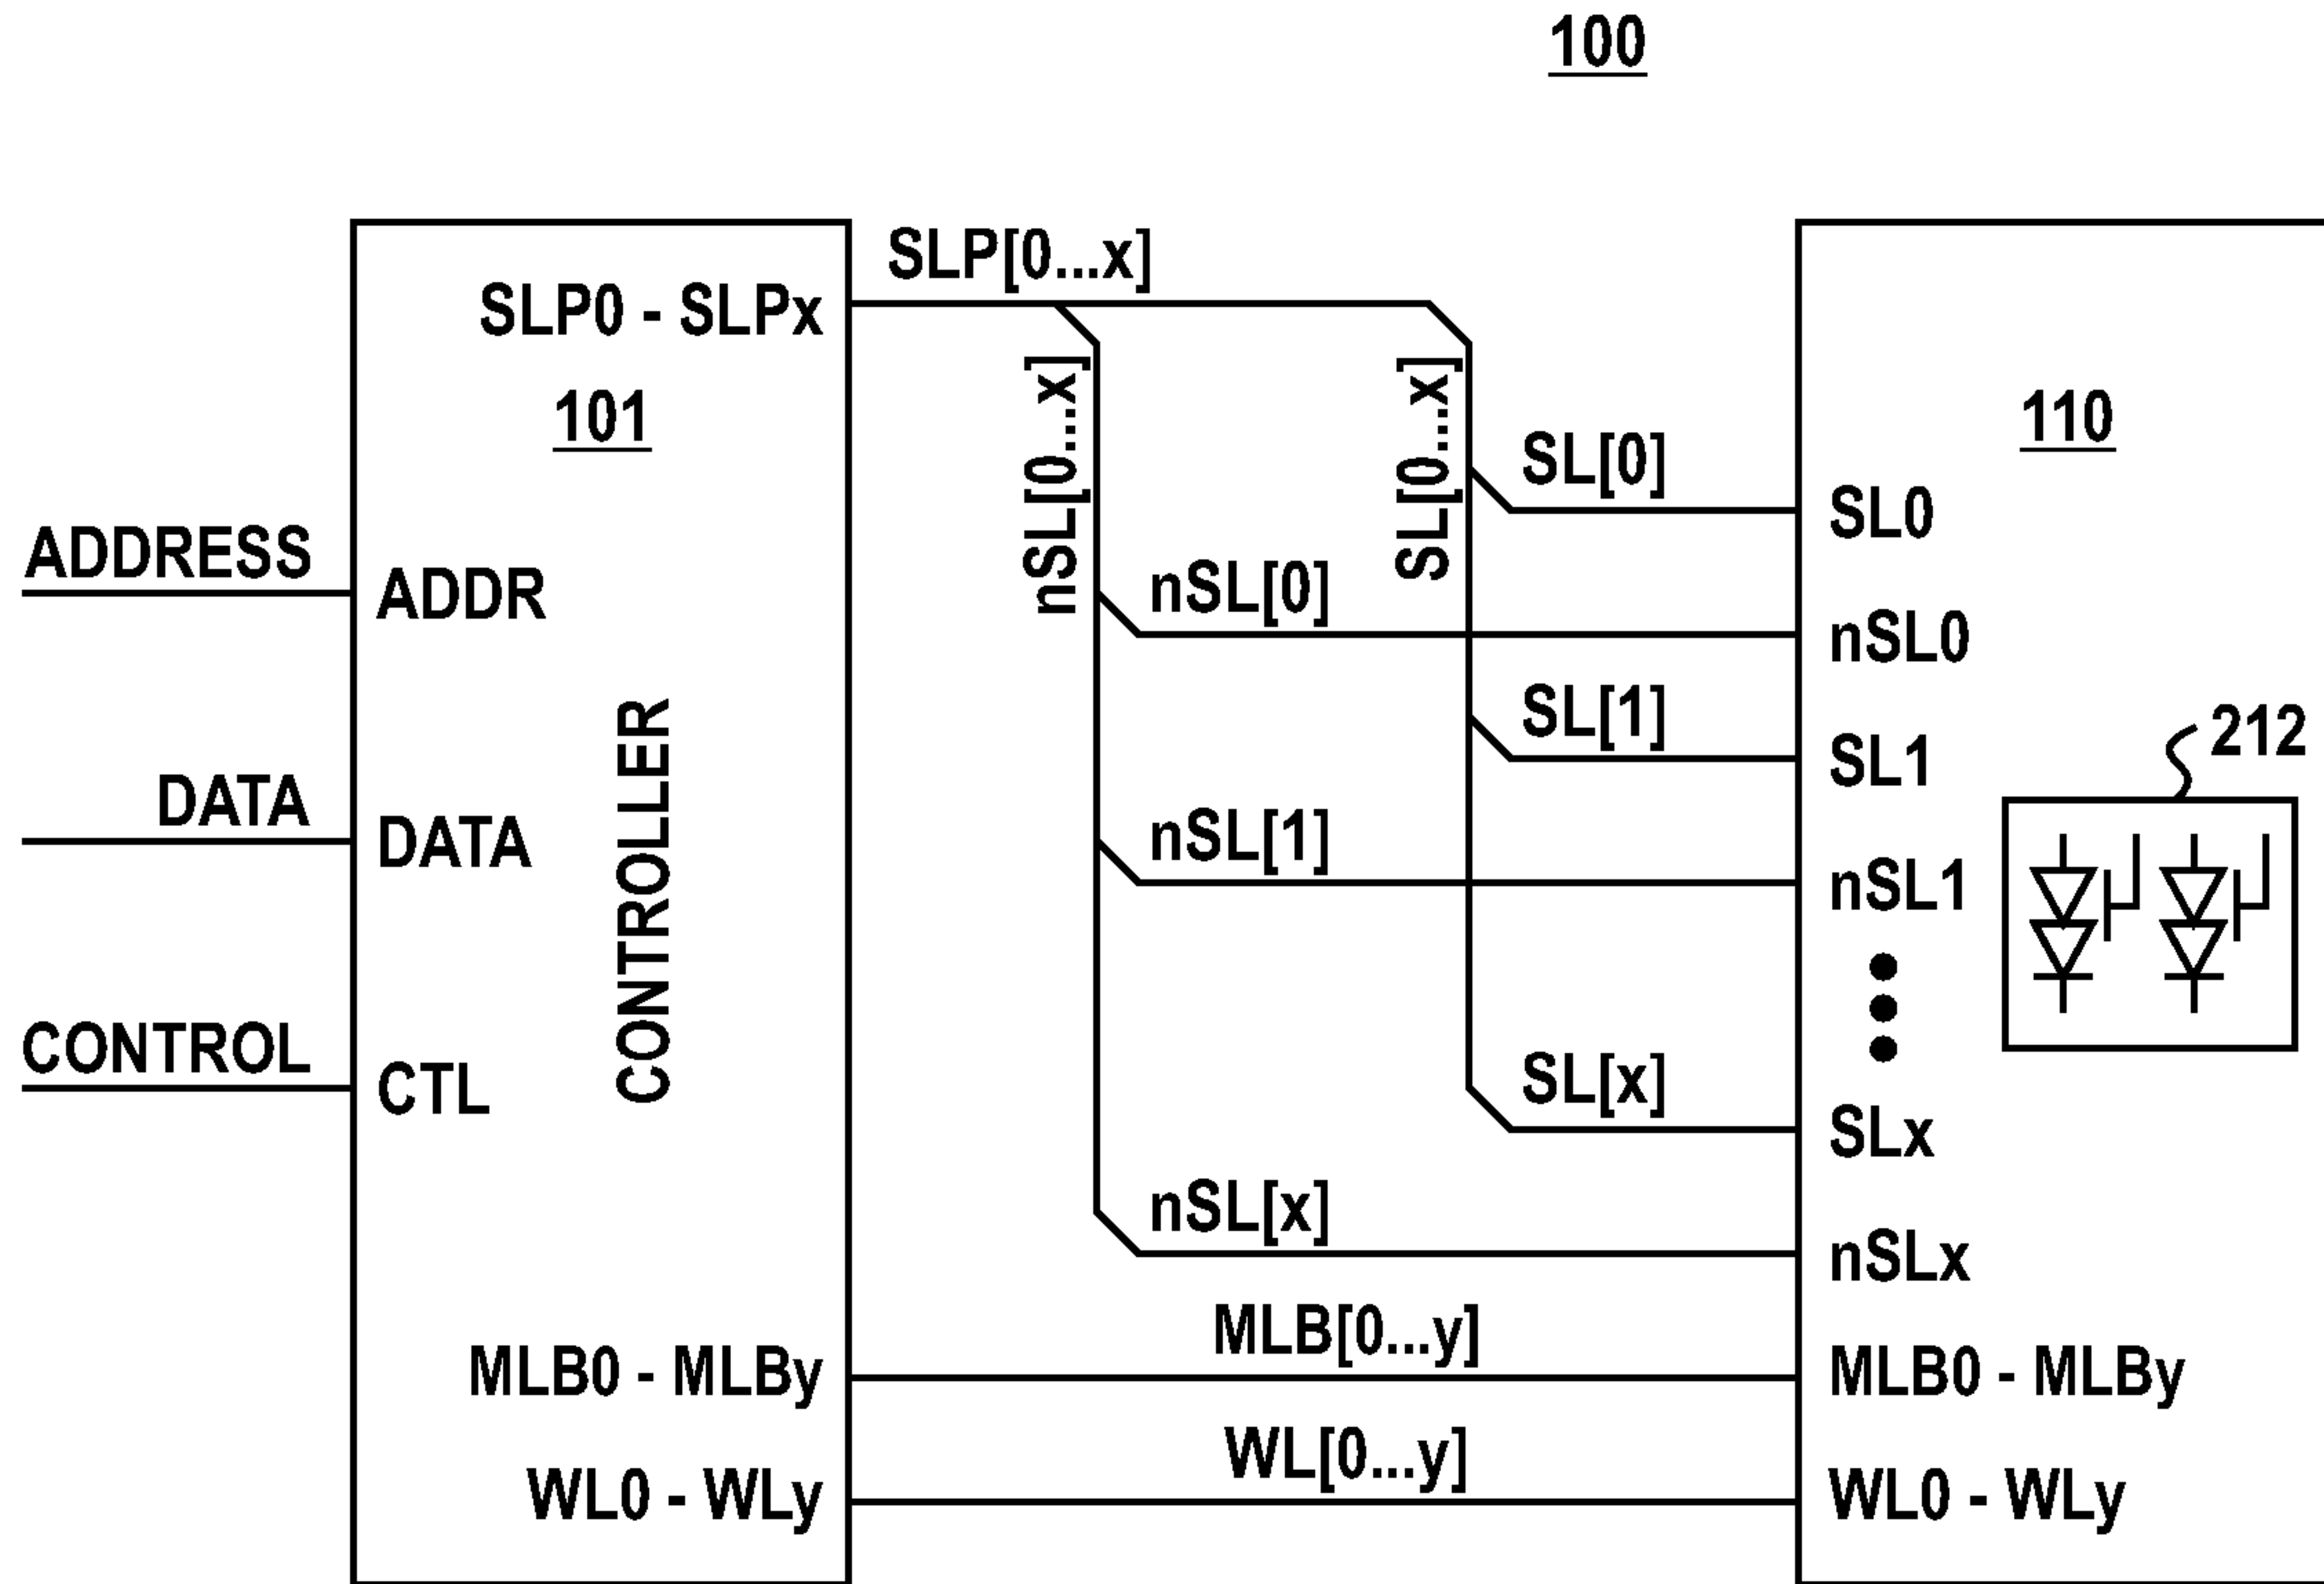 100
SLP[0...x]
SLP0 - SLPx
101
ADDRESS
ADDR
DATA
DATA
CONTROL
CTL
CONTROLLER
MLB0 - MLBy
WL0 - WLy
nSL[0...x]
SL[0...x]
SL[0]
nSL[0]
SL[1]
nSL[1]
SL[x]
nSL[x]
MLB[0...y]
WL[0...y]
110
SL0
nSL0
SL1
212
nSL1
SLx
nSLx
MLB0 - MLBy
WL0 - WLy